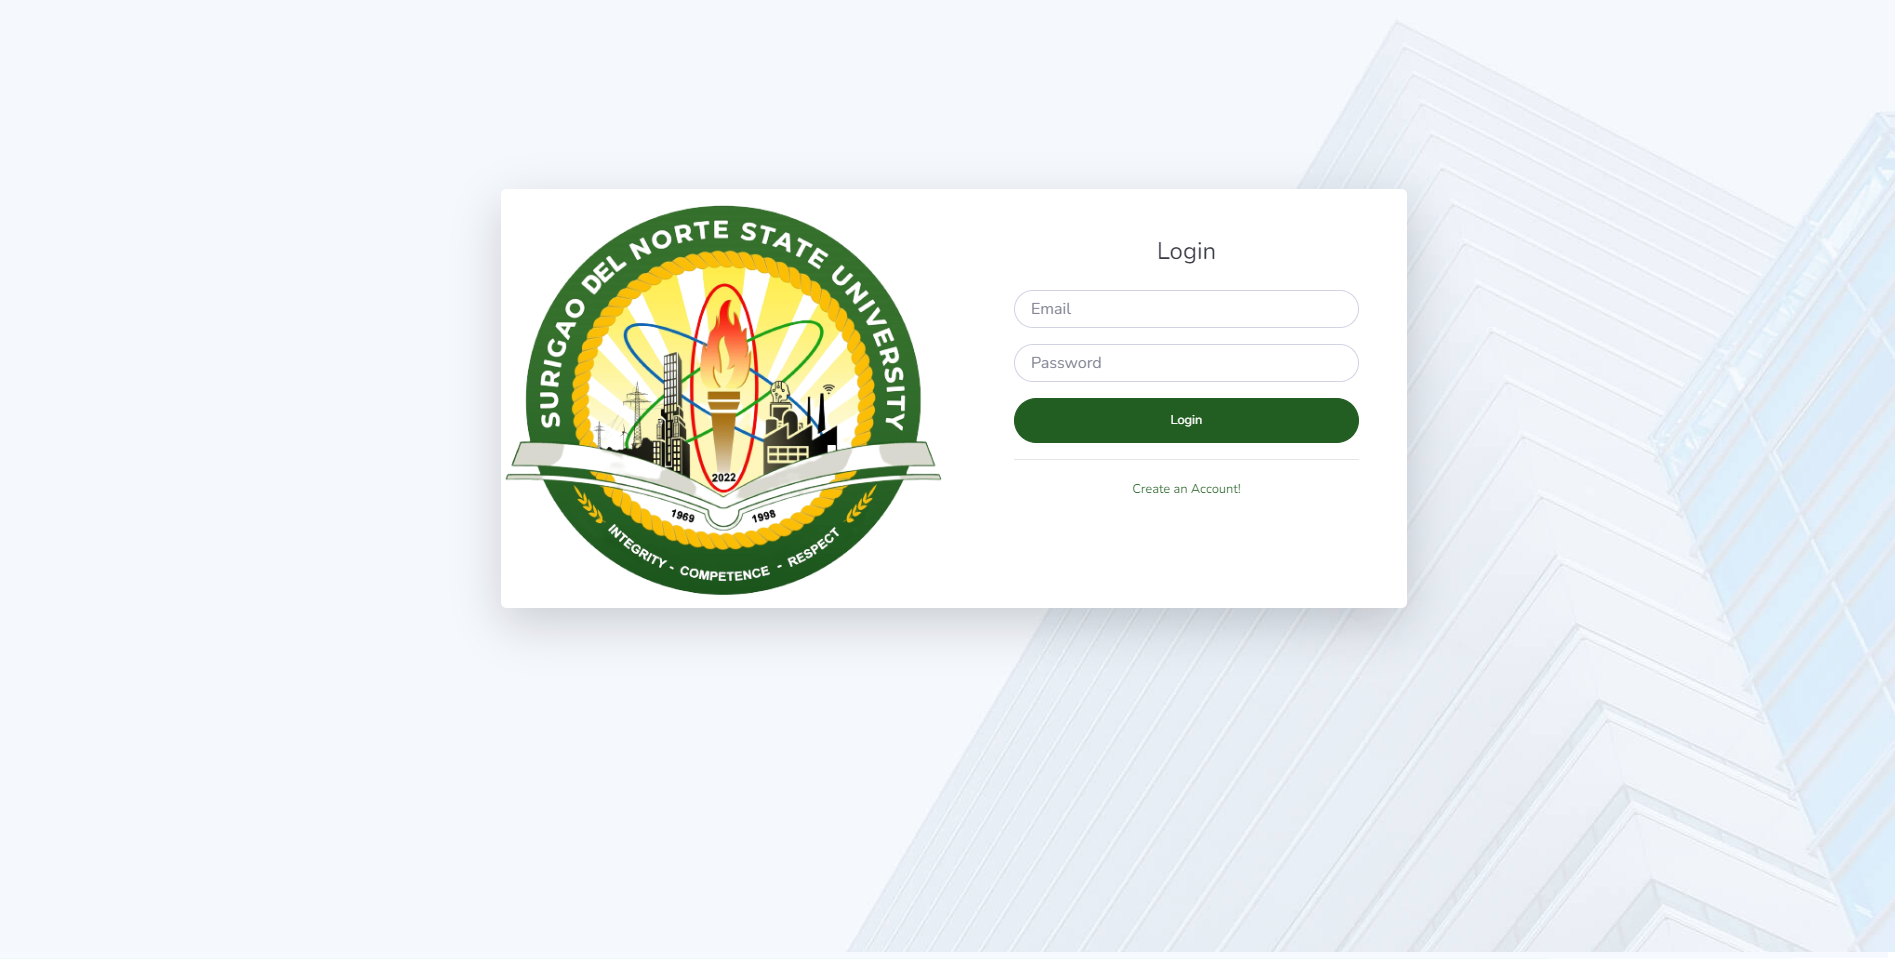 SURIGAO DEL NORTE STATE UNIVERSITY
2022
1969 1998
INTEGRITY - COMPETENCE - RESPECT
Login
Email
Password
Login
Create an Account!